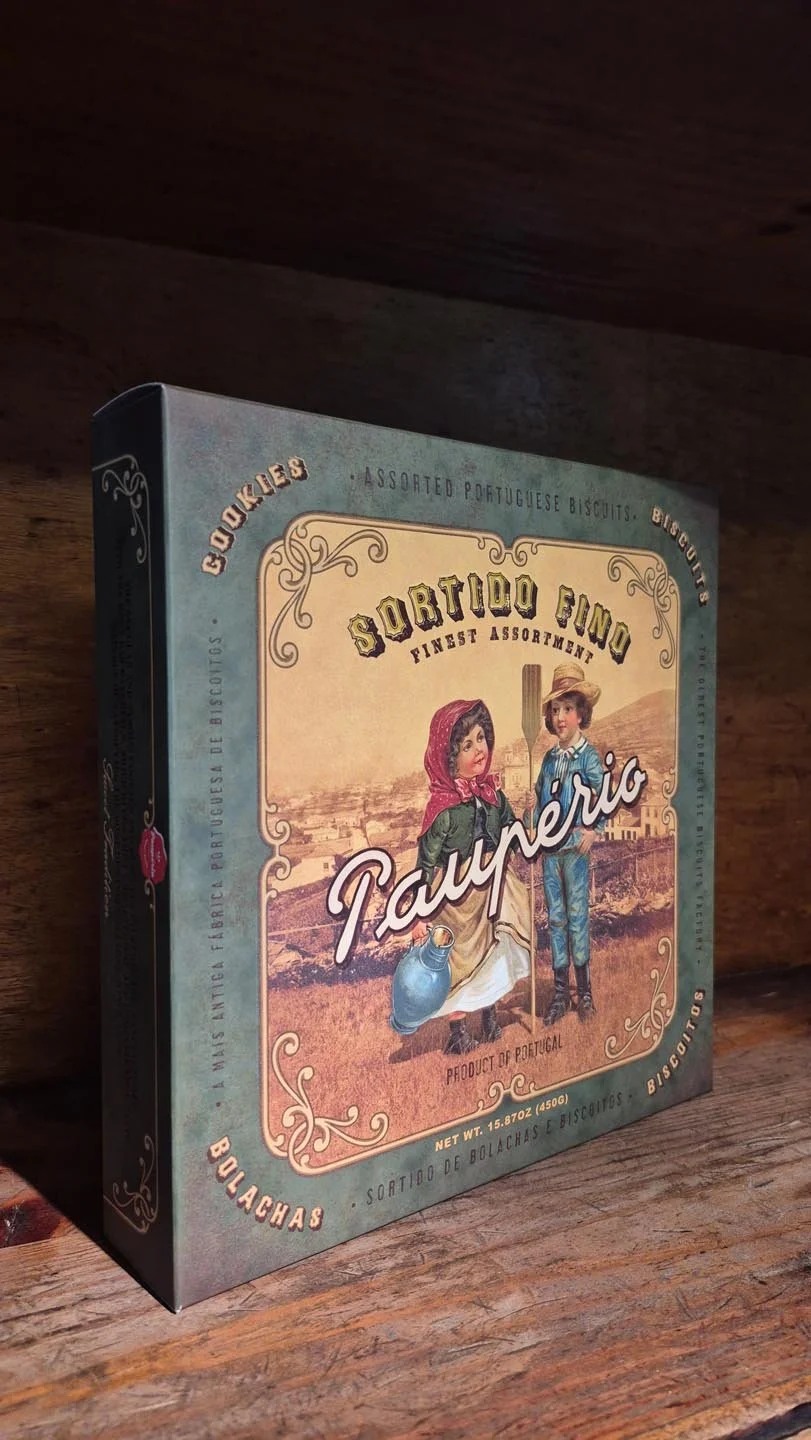 COOKIES
• ASSORTED PORTUGUESE BISCUITS •
BISCUITS
SORTIDO FINO
FINEST ASSORTMENT
Paupério
PRODUCT OF PORTUGAL
NET WT. 15.87OZ (450G)
• SORTIDO DE BOLACHAS E BISCOITOS •
BOLACHAS
BISCOITOS
• A MAIS ANTIGA FÁBRICA PORTUGUESA DE BISCOITOS •
• THE OLDEST PORTUGUESE BISCUITS FACTORY •